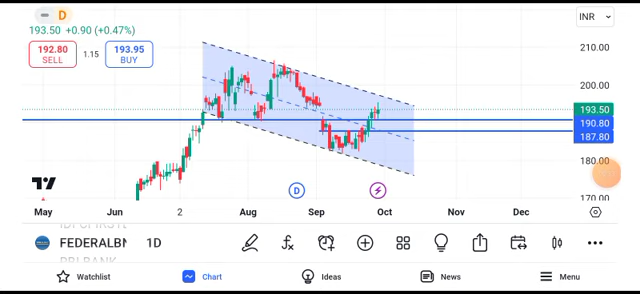 D
INR
193.50 +0.90 (+0.47%)
192.80
SELL
1.15
193.95
BUY
210.00
200.00
193.50
190.80
187.80
180.00
170.00
D
May Jun 2 Aug Sep Oct Nov Dec
FEDERALBN 1D
Watchlist Chart Ideas News Menu